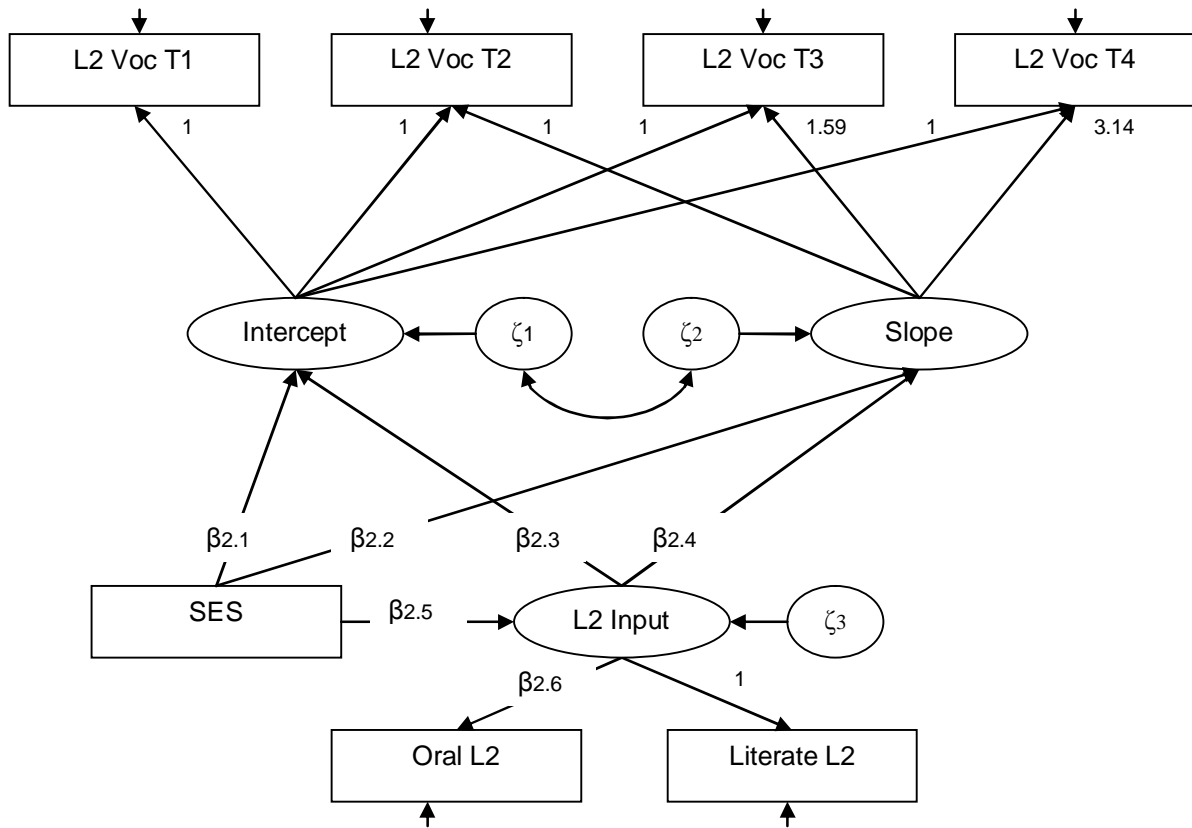 L2 Voc T1 L2 Voc T2 L2 Voc T3 L2 Voc T4
1 1 1 1 1.59 1 3.14
Intercept ζ1 ζ2 Slope
β2.1 β2.2 β2.3 β2.4
SES β2.5 L2 Input ζ3
β2.6 1
Oral L2 Literate L2